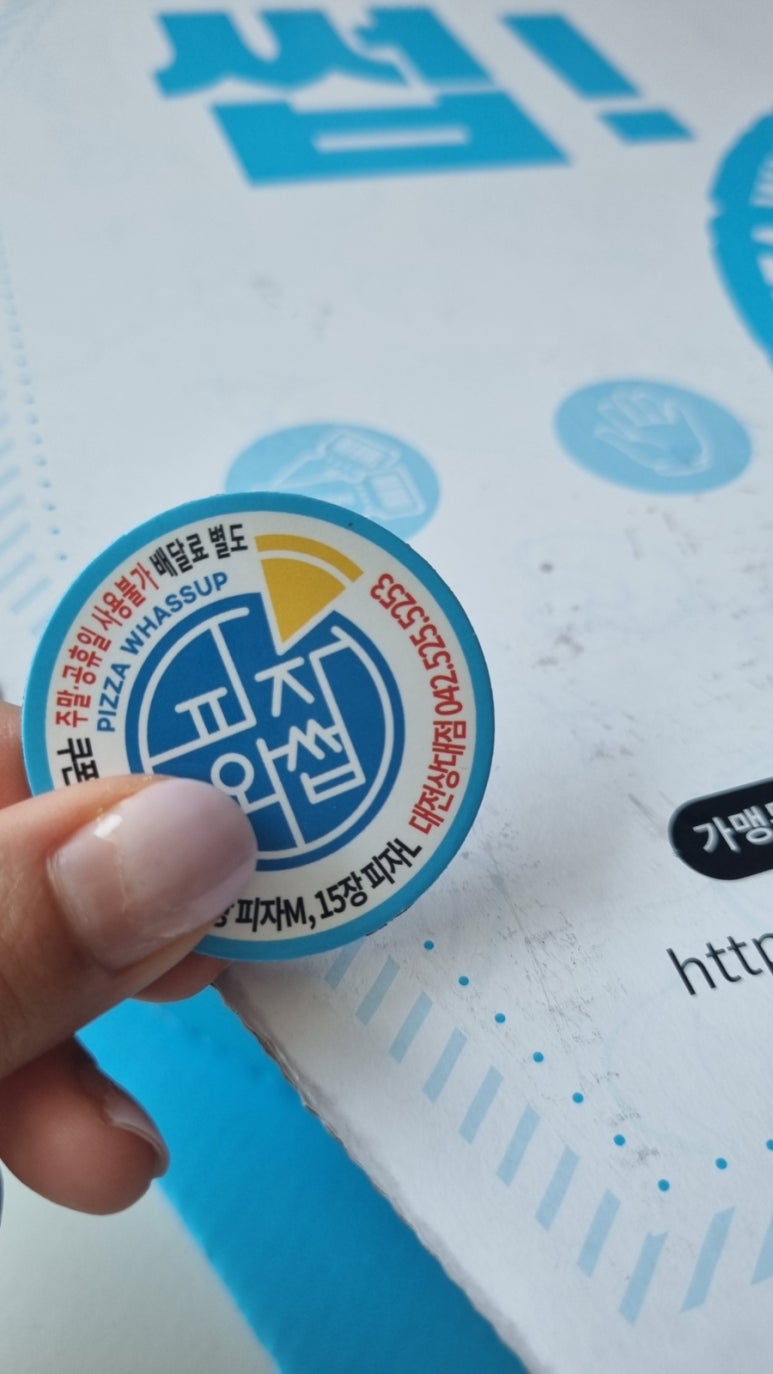 썹!
주말·공휴일 사용불가 배달료 별도
PIZZA WHASSUP
피자
와썹
대전상대점 042.525.5253
피자M, 15장 피자L
가맹
http